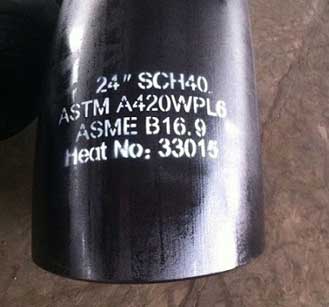 24" SCH40.
ASTM A420WPL6
ASME B16.9
Heat No: 33015